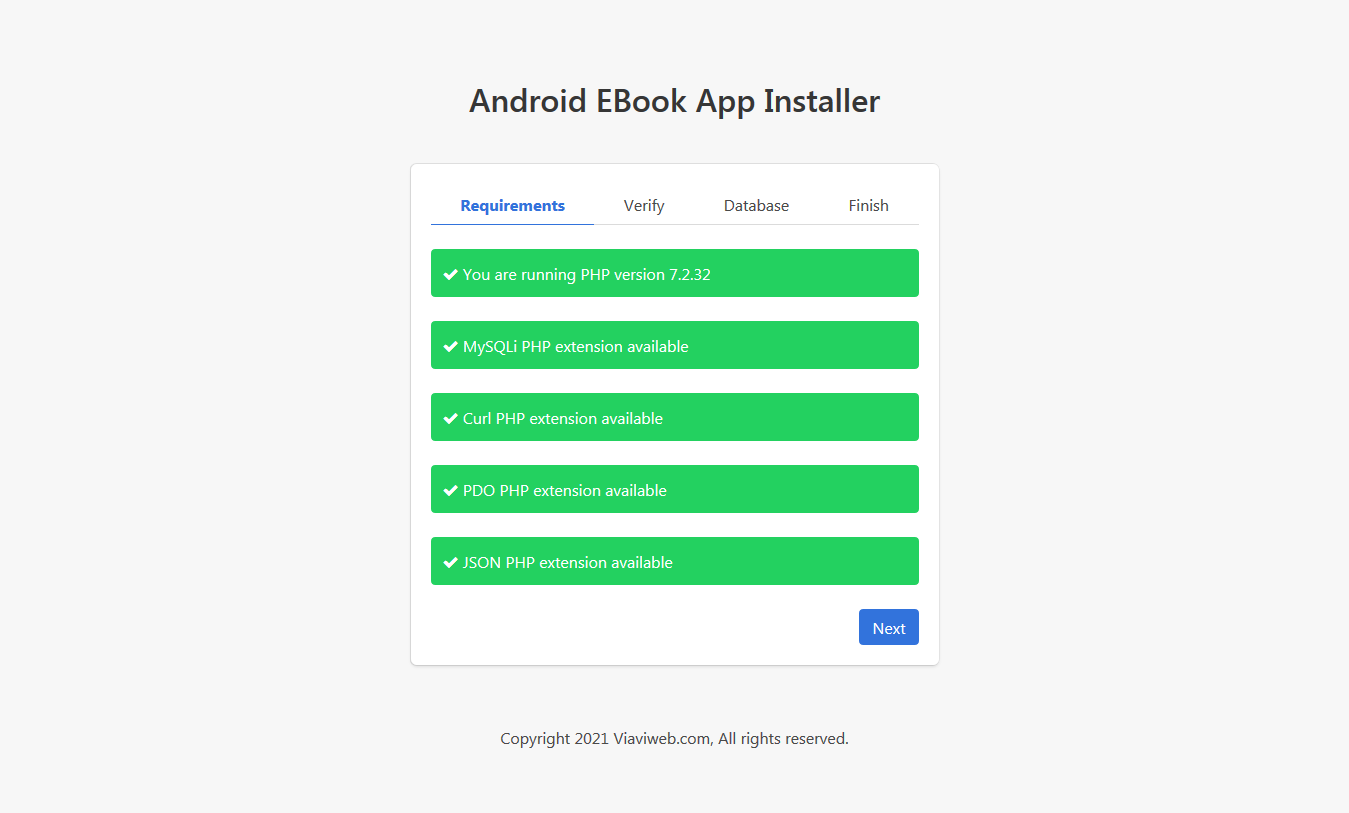 Android EBook App Installer
Requirements Verify Database Finish
You are running PHP version 7.2.32
MySQLi PHP extension available
Curl PHP extension available
PDO PHP extension available
JSON PHP extension available
Next
Copyright 2021 Viaviweb.com, All rights reserved.